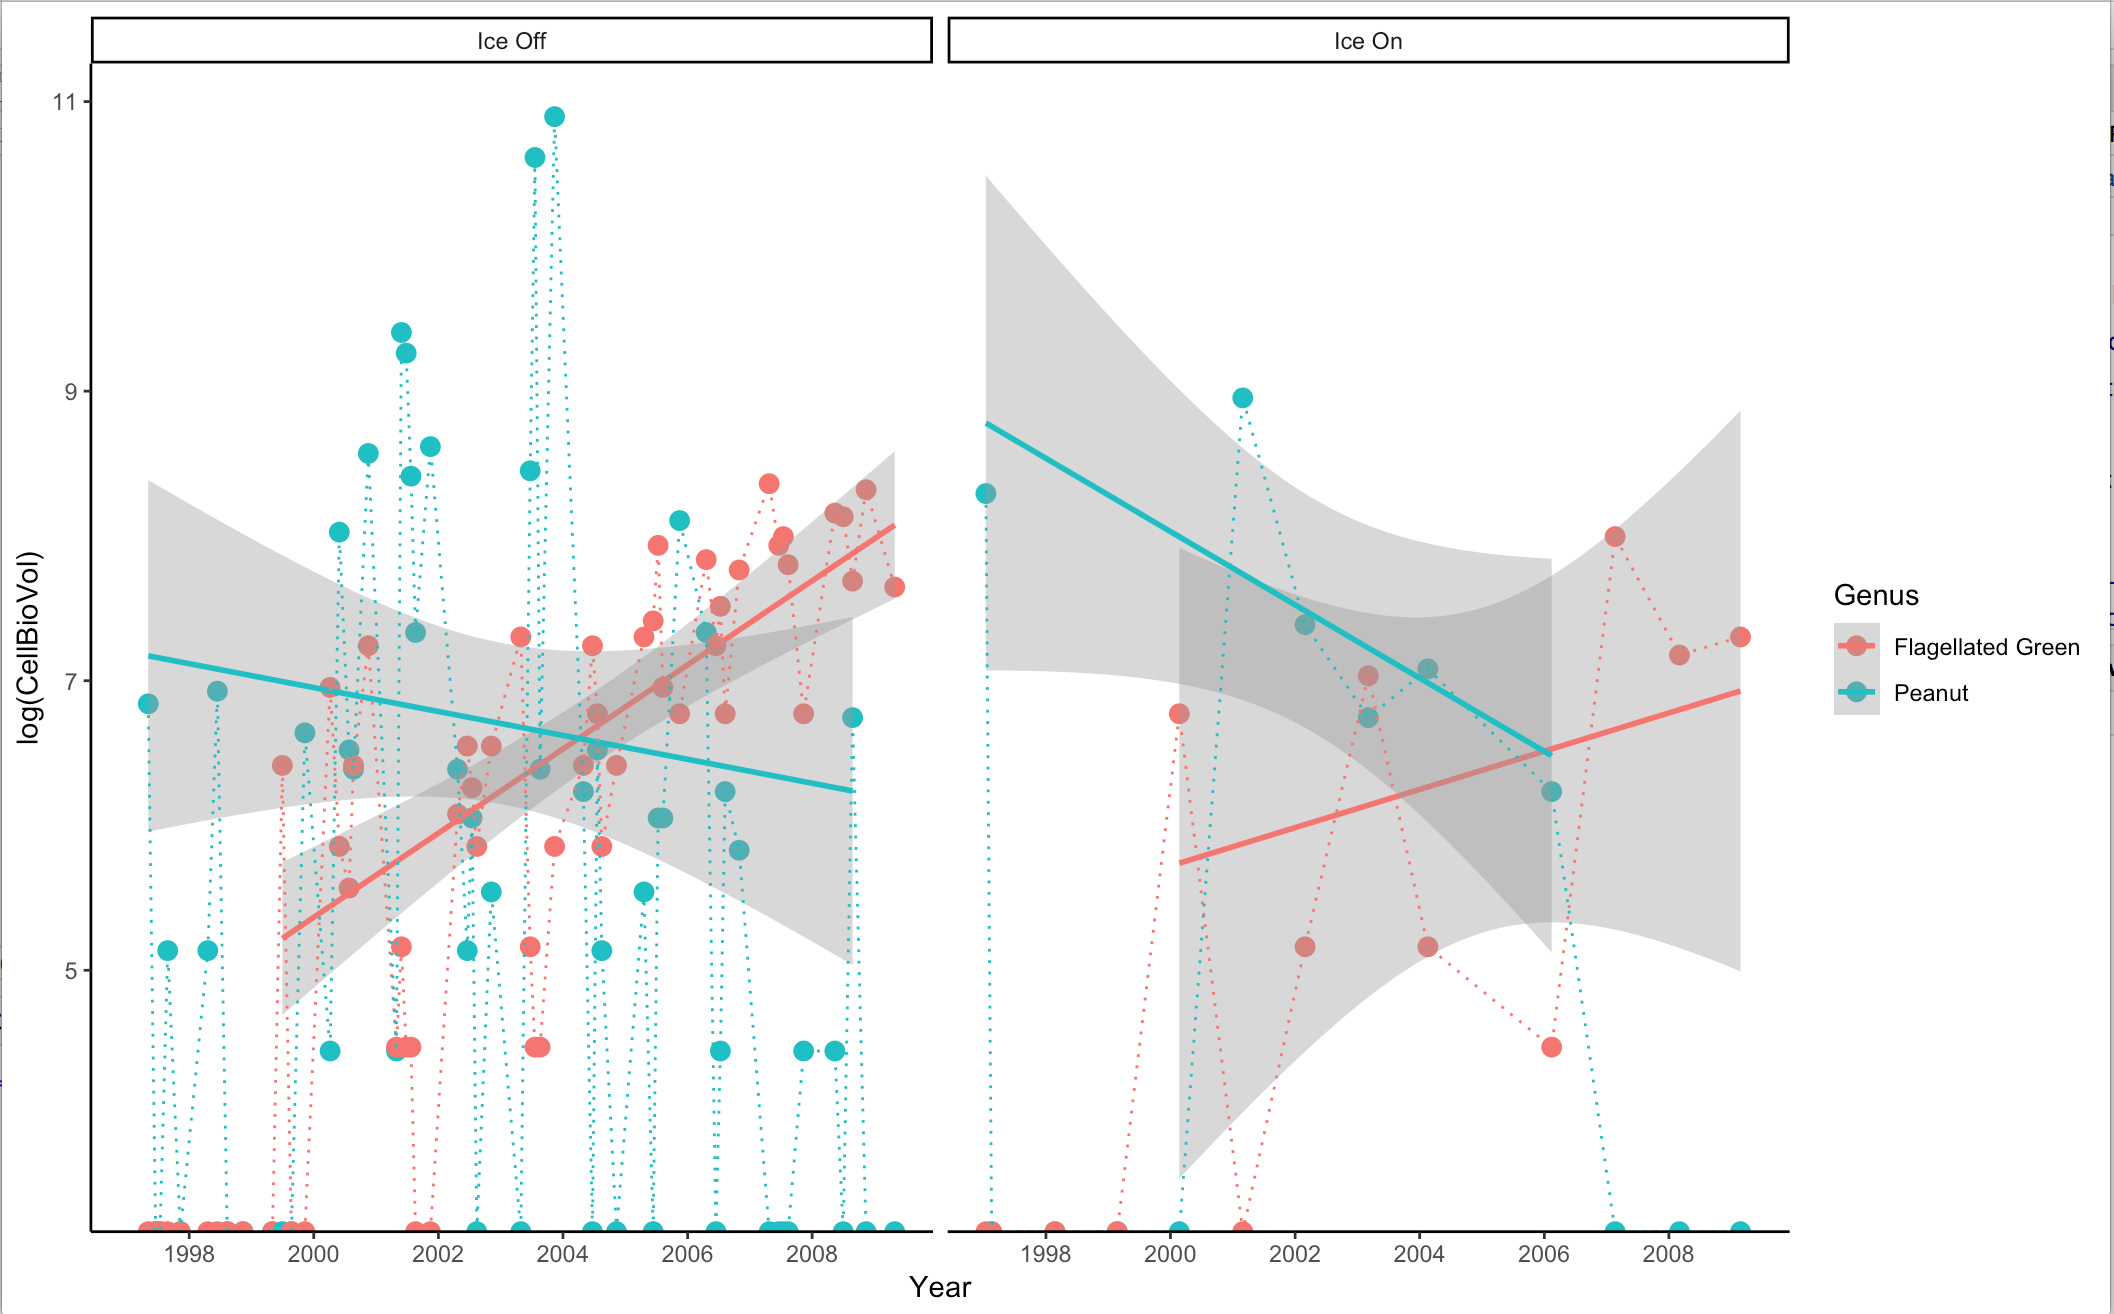 Ice Off
Ice On
11
9
7
5
log(CellBioVol)
1998 2000 2002 2004 2006 2008
1998 2000 2002 2004 2006 2008
Year
Genus
Flagellated Green
Peanut